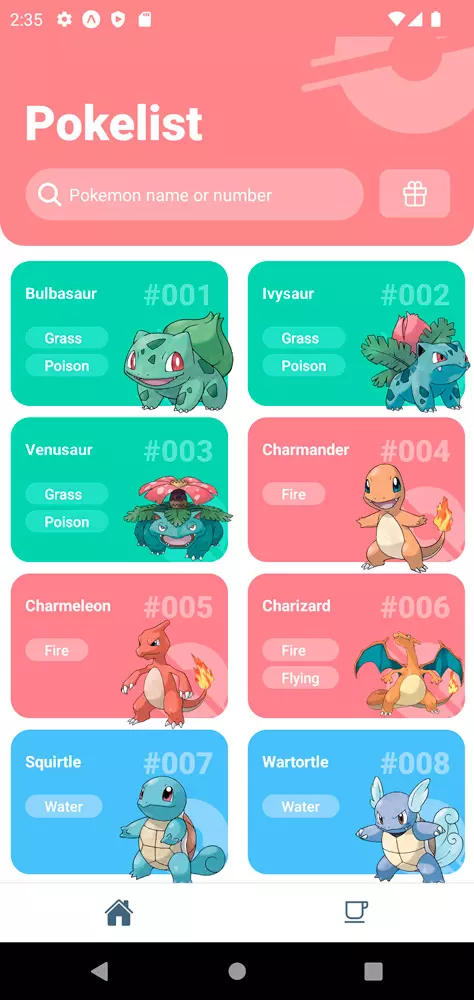 2:35
Pokelist
Pokemon name or number
Bulbasaur #001
Grass
Poison
Ivysaur #002
Grass
Poison
Venusaur #003
Grass
Poison
Charmander #004
Fire
Charmeleon #005
Fire
Charizard #006
Fire
Flying
Squirtle #007
Water
Wartortle #008
Water